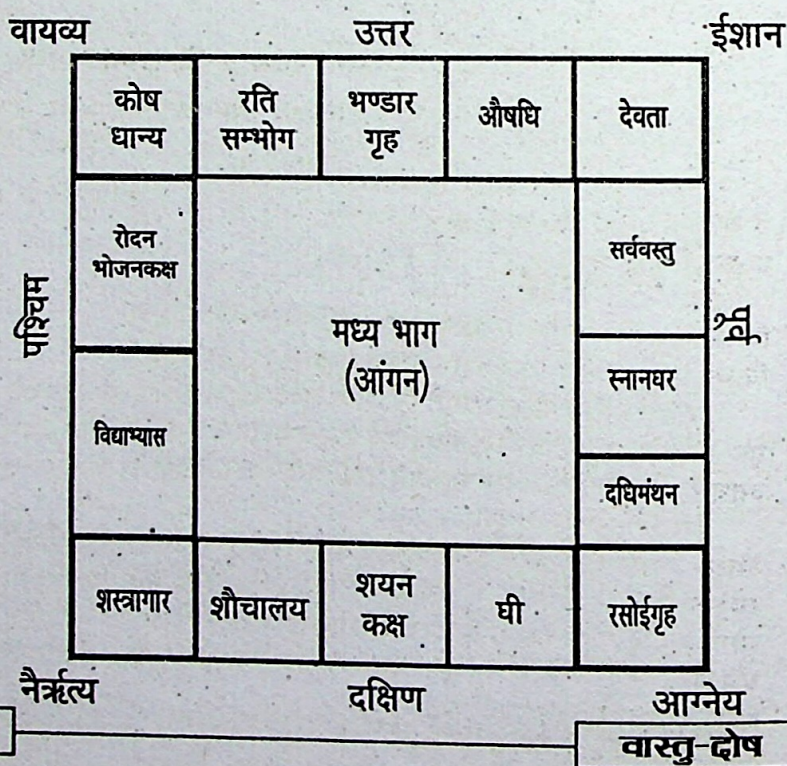 वायव्य उत्तर ईशान
कोष रति भण्डार औषधि देवता
धान्य सम्भोग गृह
रोदन सर्ववस्तु
भोजनकक्ष
पश्चिम मध्य भाग पूर्व
(आंगन) स्नानघर
विद्याभ्यास
दधिमंथन
शस्त्रागार शौचालय शयन घी रसोईगृह
कक्ष
नैर्ऋत्य दक्षिण आग्नेय
वास्तु-दोष